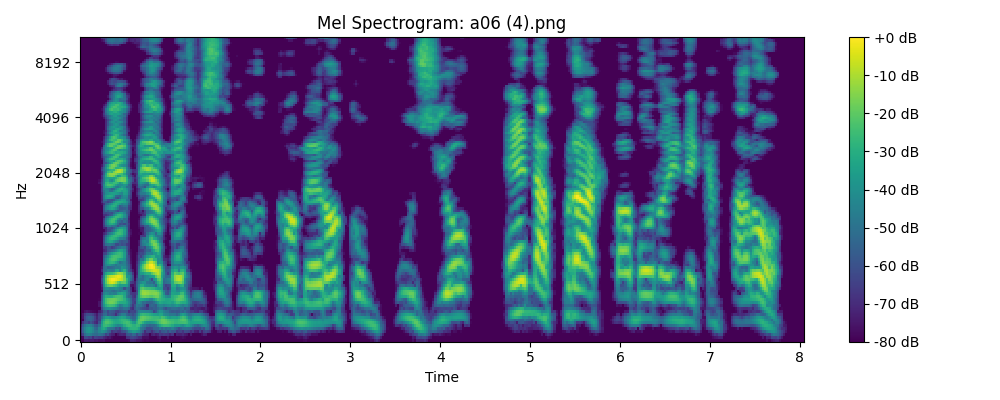 Mel Spectrogram: a06 (4).png
+0 dB
8192
-10 dB
4096
-20 dB
-30 dB
2048
Hz
-40 dB
1024
-50 dB
512
-60 dB
-70 dB
0
-80 dB
0 1 2 3 4 5 6 7 8
Time